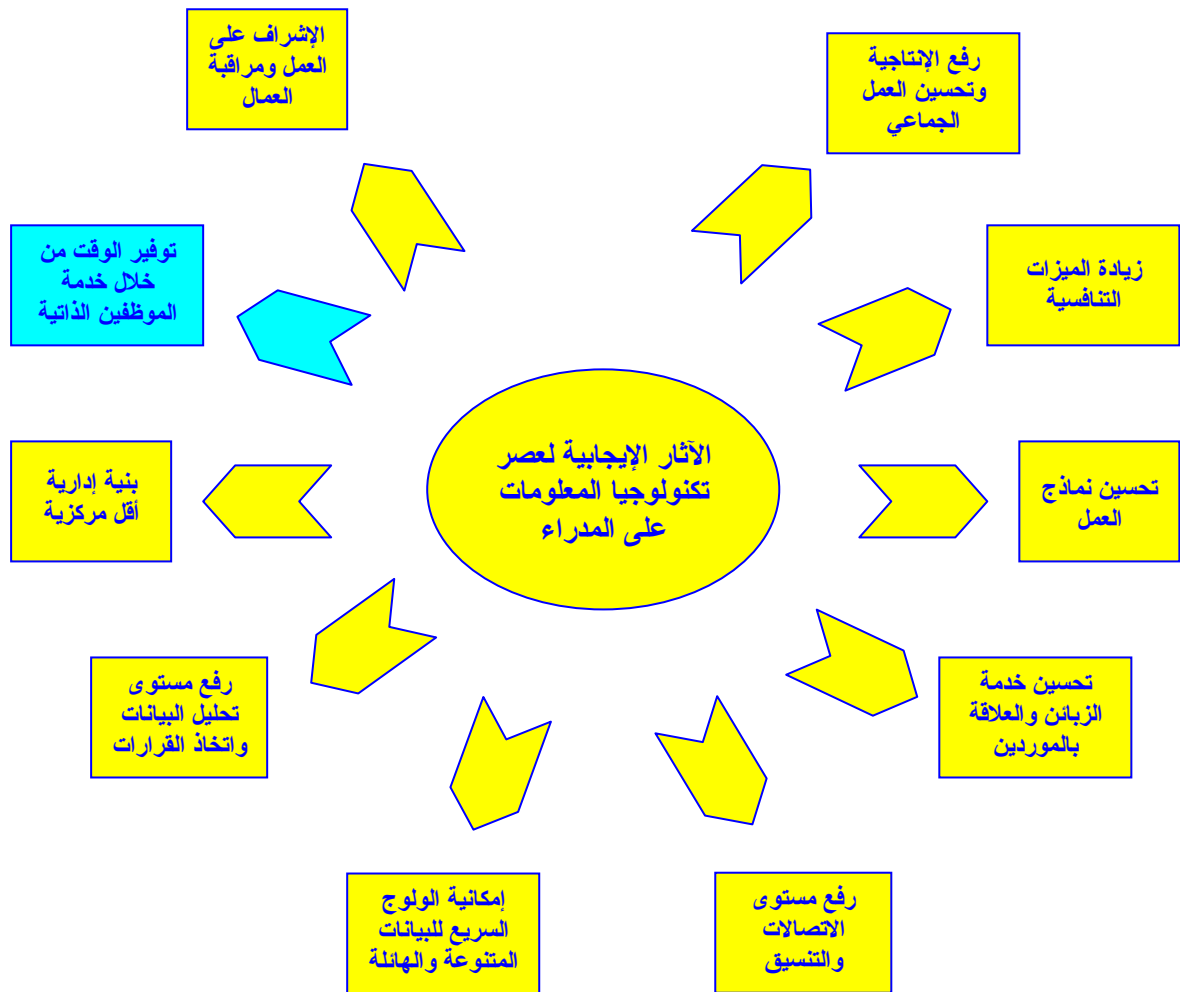 الإشراف على
العمل ومراقبة
العمال
رفع الإنتاجية
وتحسين العمل
الجماعي
توفير الوقت من
خلال خدمة
الموظفين الذاتية
زيادة الميزات
التنافسية
الآثار الإيجابية لعصر
تكنولوجيا المعلومات
على المدراء
بنية إدارية
أقل مركزية
تحسين نماذج
العمل
رفع مستوى
تحليل البيانات
واتخاذ القرارات
تحسين خدمة
الزبائن والعلاقة
بالموردين
إمكانية الولوج
السريع للبيانات
المتنوعة والهائلة
رفع مستوى
الاتصالات
والتنسيق